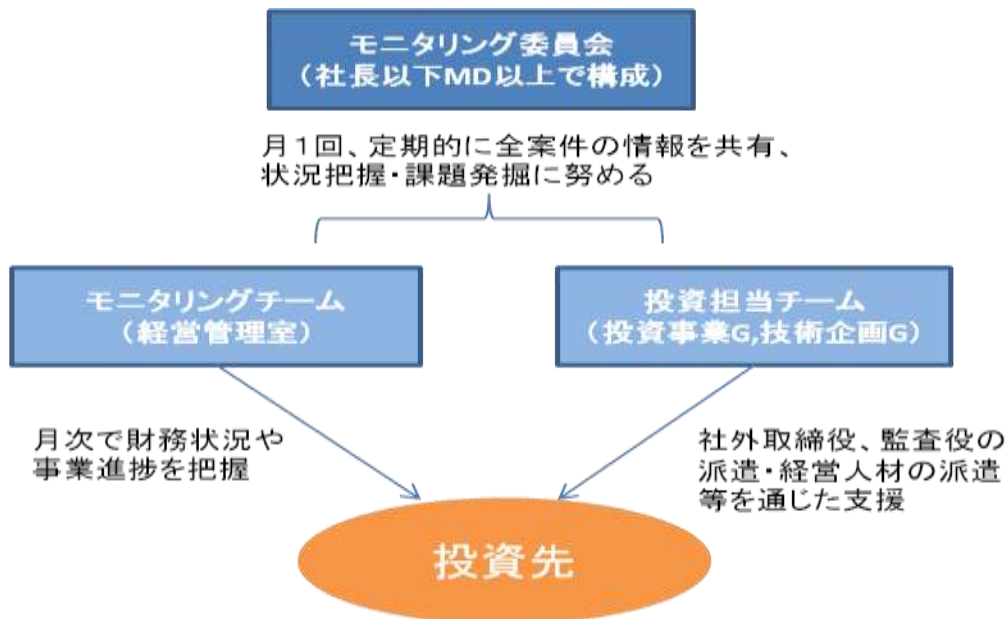 モニタリング委員会
（社長以下MD以上で構成）
月1回、定期的に全案件の情報を共有、
状況把握・課題発掘に努める
モニタリングチーム
（経営管理室）
投資担当チーム
（投資事業G,技術企画G）
月次で財務状況や
事業進捗を把握
社外取締役、監査役の
派遣・経営人材の派遣
等を通じた支援
投資先